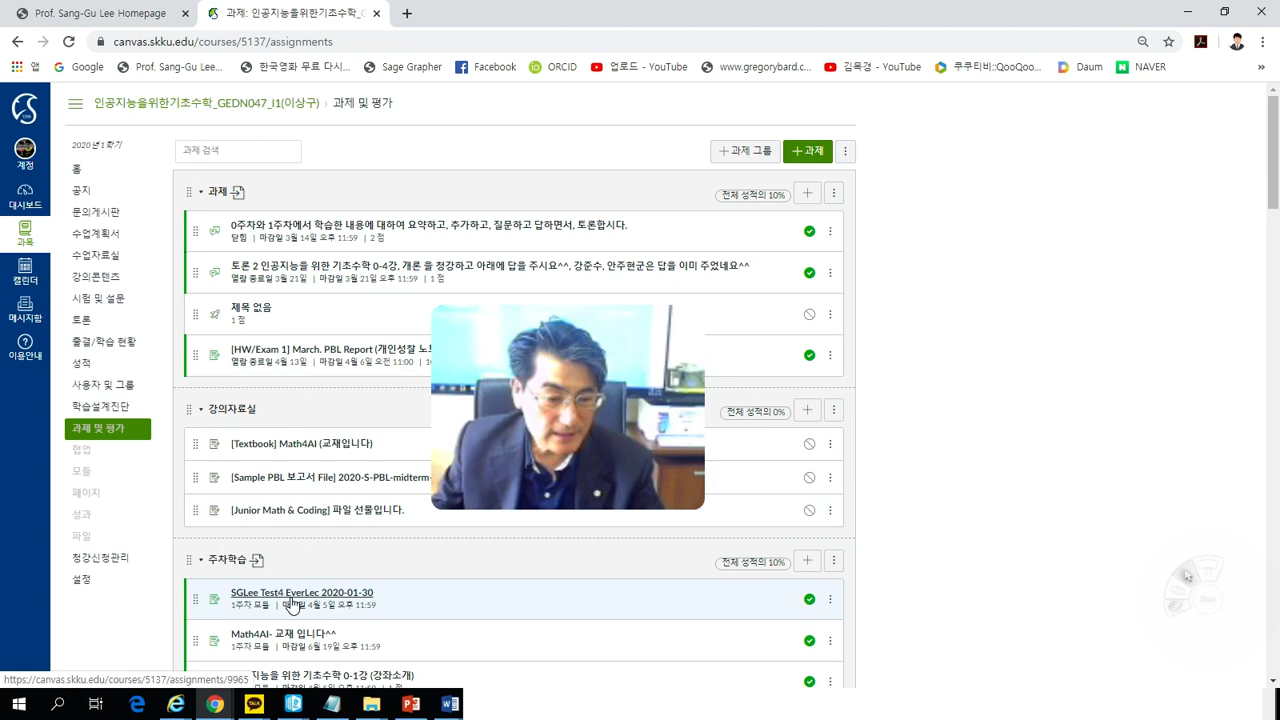 Prof. Sang-Gu Lee Homepage
과제: 인공지능을위한기초수학_G
canvas.skku.edu/courses/5137/assignments
앱
Google
Prof. Sang-Gu Lee...
한국영화 무료 다시...
Sage Grapher
Facebook
ORCID
업로드 - YouTube
www.gregorybard.c...
김옥경 - YouTube
쿠쿠티비::QooQoo...
Daum
NAVER
계정
대시보드
과목
캘린더
메시지함
이용안내
인공지능을위한기초수학_GEDN047_I1(이상구) › 과제 및 평가
2020년 1학기
홈
공지
문의게시판
수업계획서
수업자료실
강의콘텐츠
시험 및 설문
토론
출결/학습 현황
성적
사용자 및 그룹
학습설계진단
과제 및 평가
협업
모듈
페이지
성과
파일
청강신청관리
설정
과제 검색
+ 과제 그룹
+ 과제
과제
전체 성적의 10%
0주차와 1주차에서 학습한 내용에 대하여 요약하고, 추가하고, 질문하고 답하면서, 토론합시다.
닫힘 | 마감일 3월 14일 오후 11:59 | 2 점
토론 2 인공지능을 위한 기초수학 0-4강, 개론 을 청강하고 아래에 답을 주시요^^, 강준수, 안주현군은 답을 이미 주었네요^^
열람 종료일 3월 21일 | 마감일 3월 21일 오후 11:59 | 1 점
제목 없음
1 점
[HW/Exam 1] March. PBL Report (개인성찰 노
열람 종료일 4월 13일 | 마감일 4월 6일 오전 11:00
강의자료실
전체 성적의 0%
[Textbook] Math4AI (교재입니다)
[Sample PBL 보고서 File] 2020-S-PBL-midterm-
[Junior Math & Coding] 파일 선물입니다.
주차학습
전체 성적의 10%
SGLee Test4 EverLec 2020-01-30
1주차 모듈 | 4월 5일 오후 11:59
Math4AI- 교재 입니다^^
1주차 모듈 | 마감일 6월 19일 오후 11:59
지능을 위한 기초수학 0-1강 (강좌소개)
https://canvas.skku.edu/courses/5137/assignments/9965